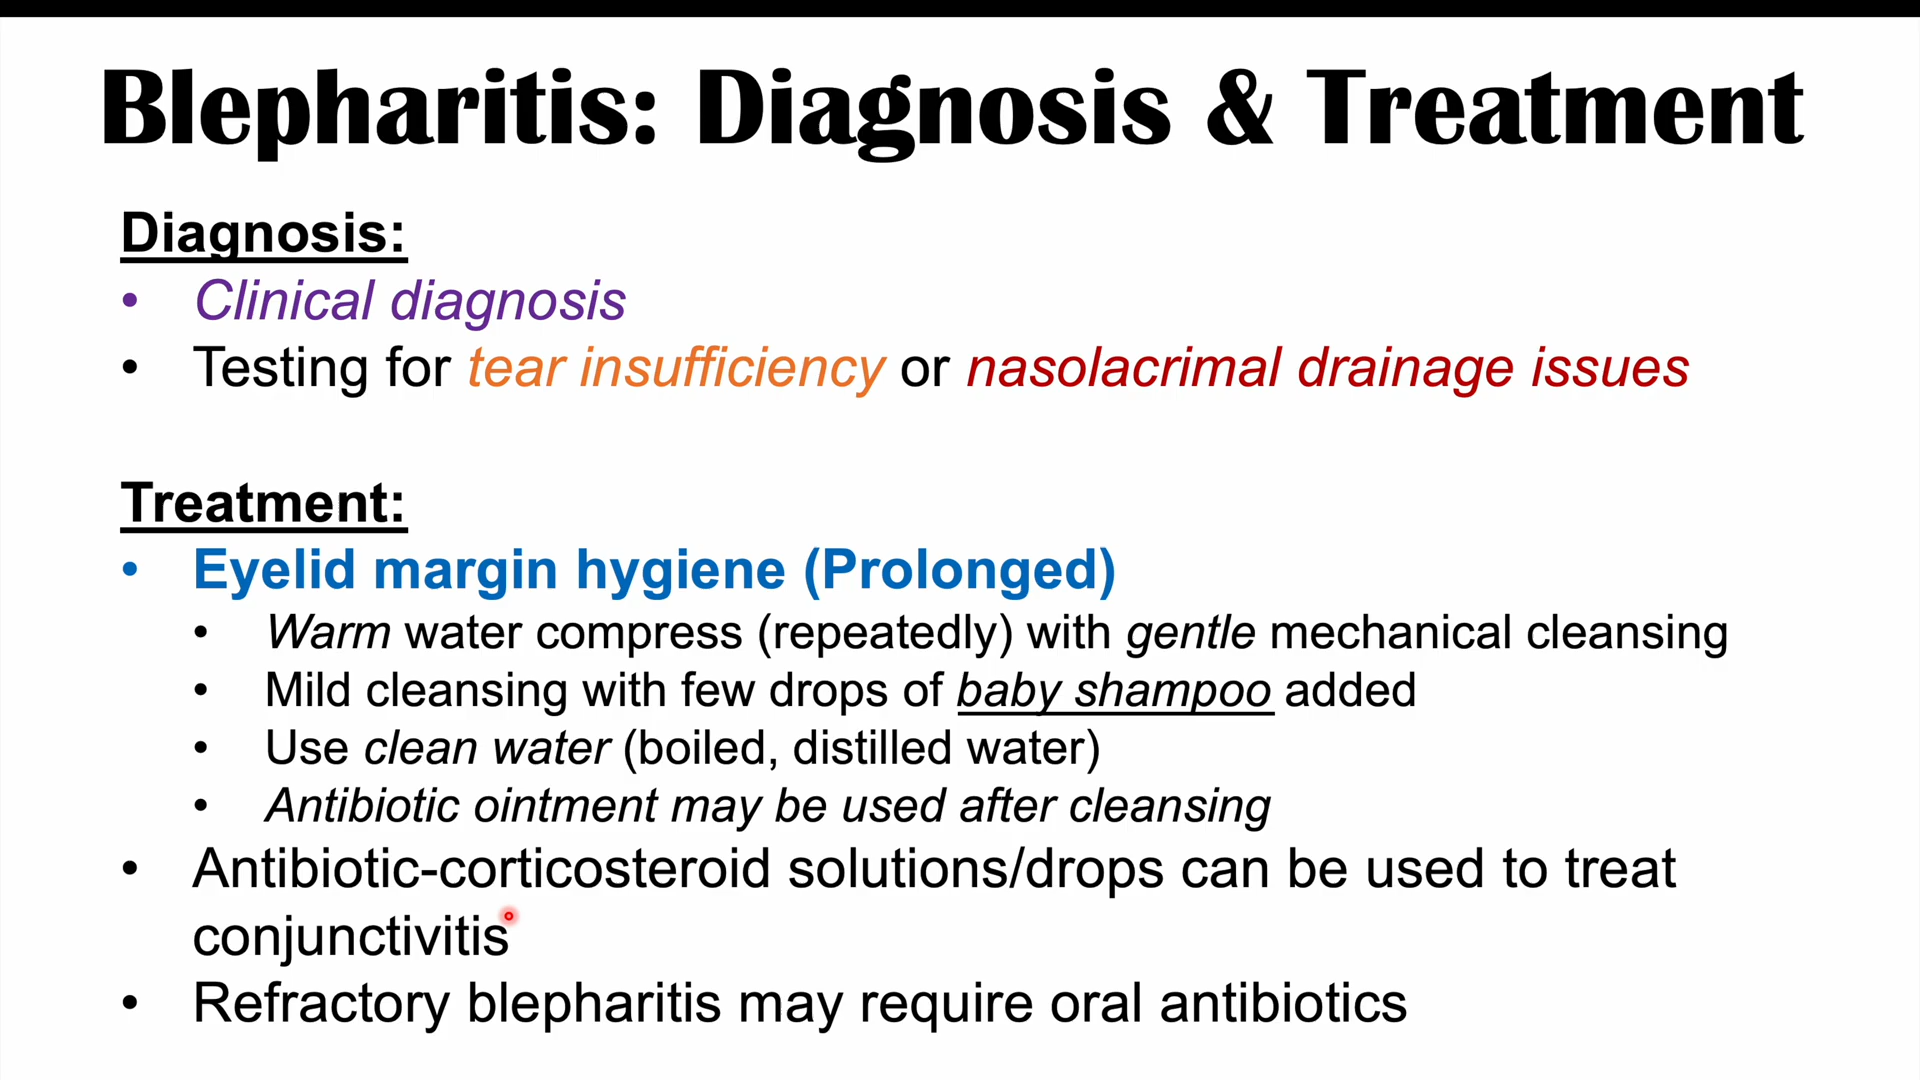 Blepharitis: Diagnosis & Treatment
Diagnosis:
• Clinical diagnosis
• Testing for tear insufficiency or nasolacrimal drainage issues
Treatment:
• Eyelid margin hygiene (Prolonged)
• Warm water compress (repeatedly) with gentle mechanical cleansing
• Mild cleansing with few drops of baby shampoo added
• Use clean water (boiled, distilled water)
• Antibiotic ointment may be used after cleansing
• Antibiotic-corticosteroid solutions/drops can be used to treat
conjunctivitis
• Refractory blepharitis may require oral antibiotics